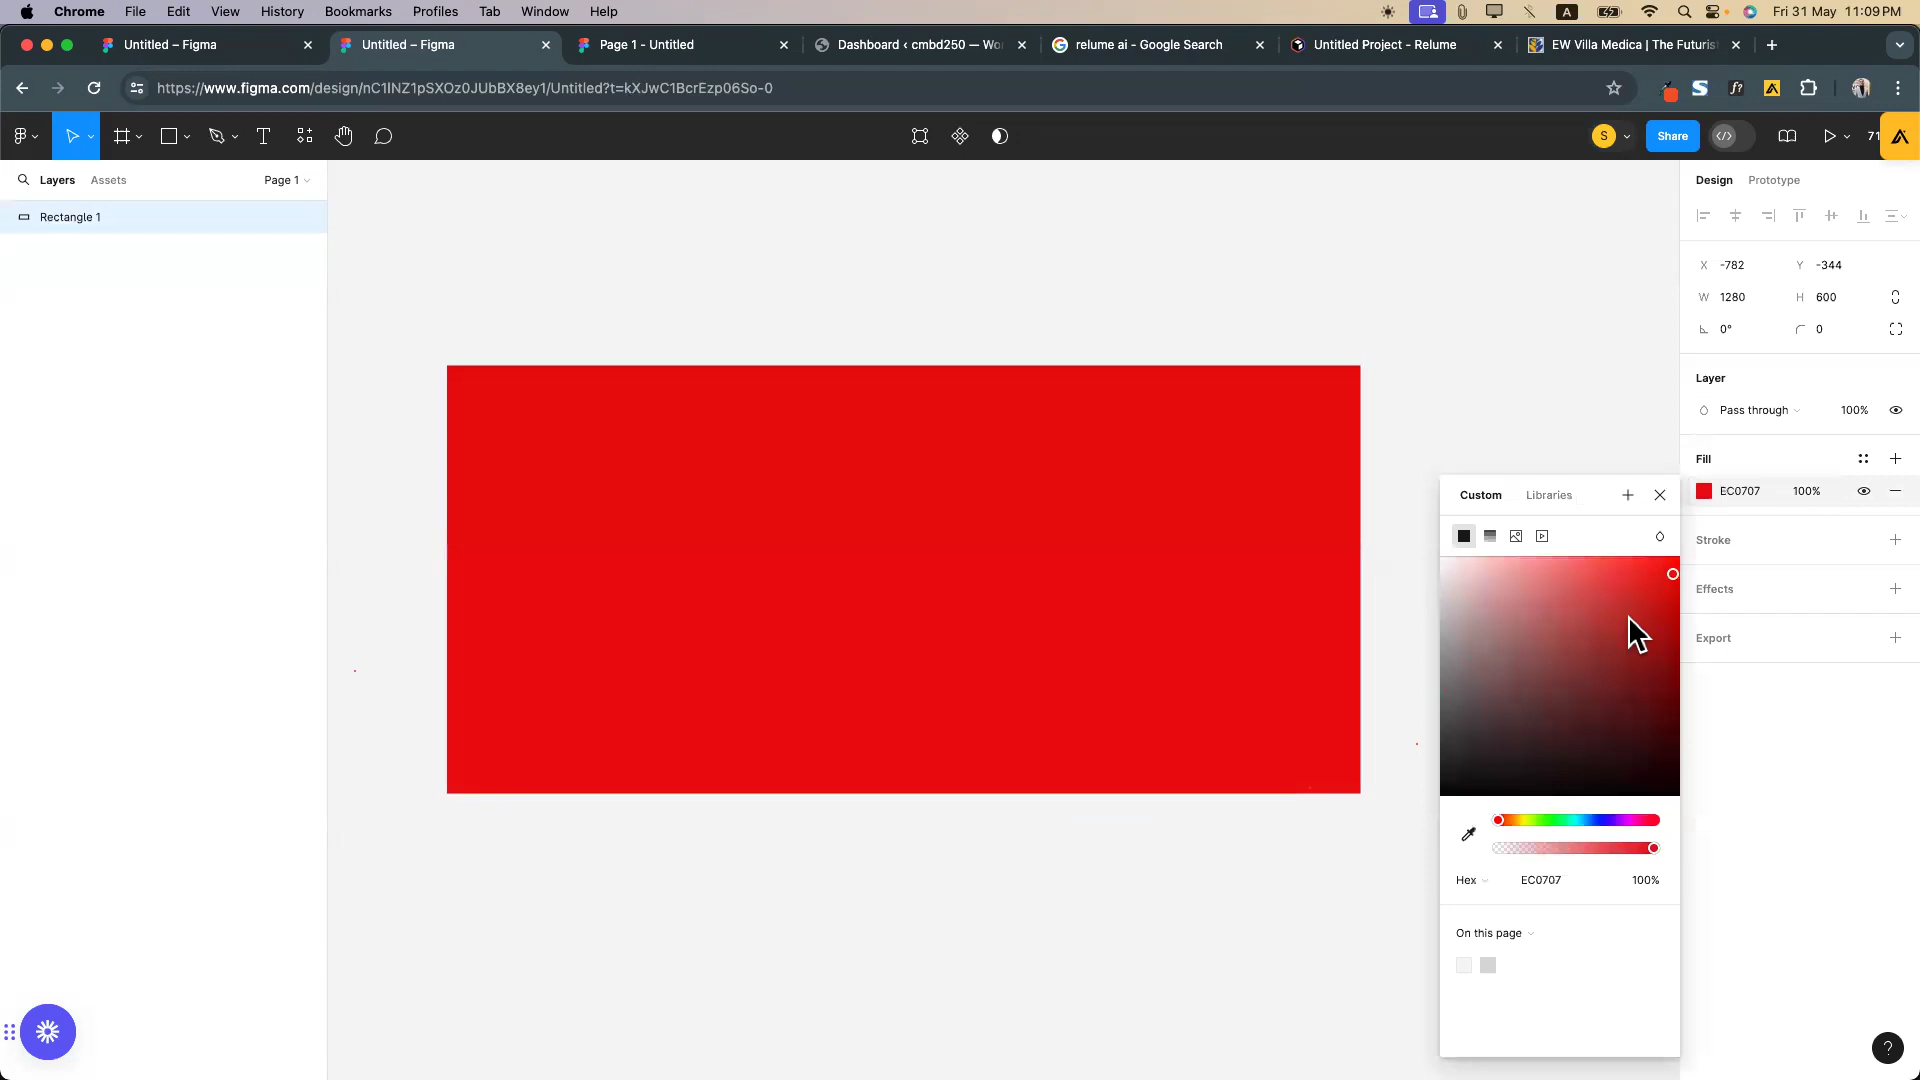 Chrome File Edit View History Bookmarks Profiles Tab Window Help A Fri 31 May 11:09 PM
Untitled – Figma Untitled – Figma Page 1 - Untitled Dashboard ‹ cmbd250 — Wor relume ai - Google Search Untitled Project - Relume EW Villa Medica | The Futuris
https://www.figma.com/design/nC1INZ1pSXOz0JUbBX8ey1/Untitled?t=kXJwC1BcrEzp06So-0 S f?
T S Share </> 71
Layers Assets Page 1 Design Prototype
Rectangle 1
X -782 Y -344
W 1280 H 600
0° 0
Layer
Pass through 100%
Fill
Custom Libraries EC0707 100%
Stroke
Effects
Export
Hex EC0707 100%
On this page
?